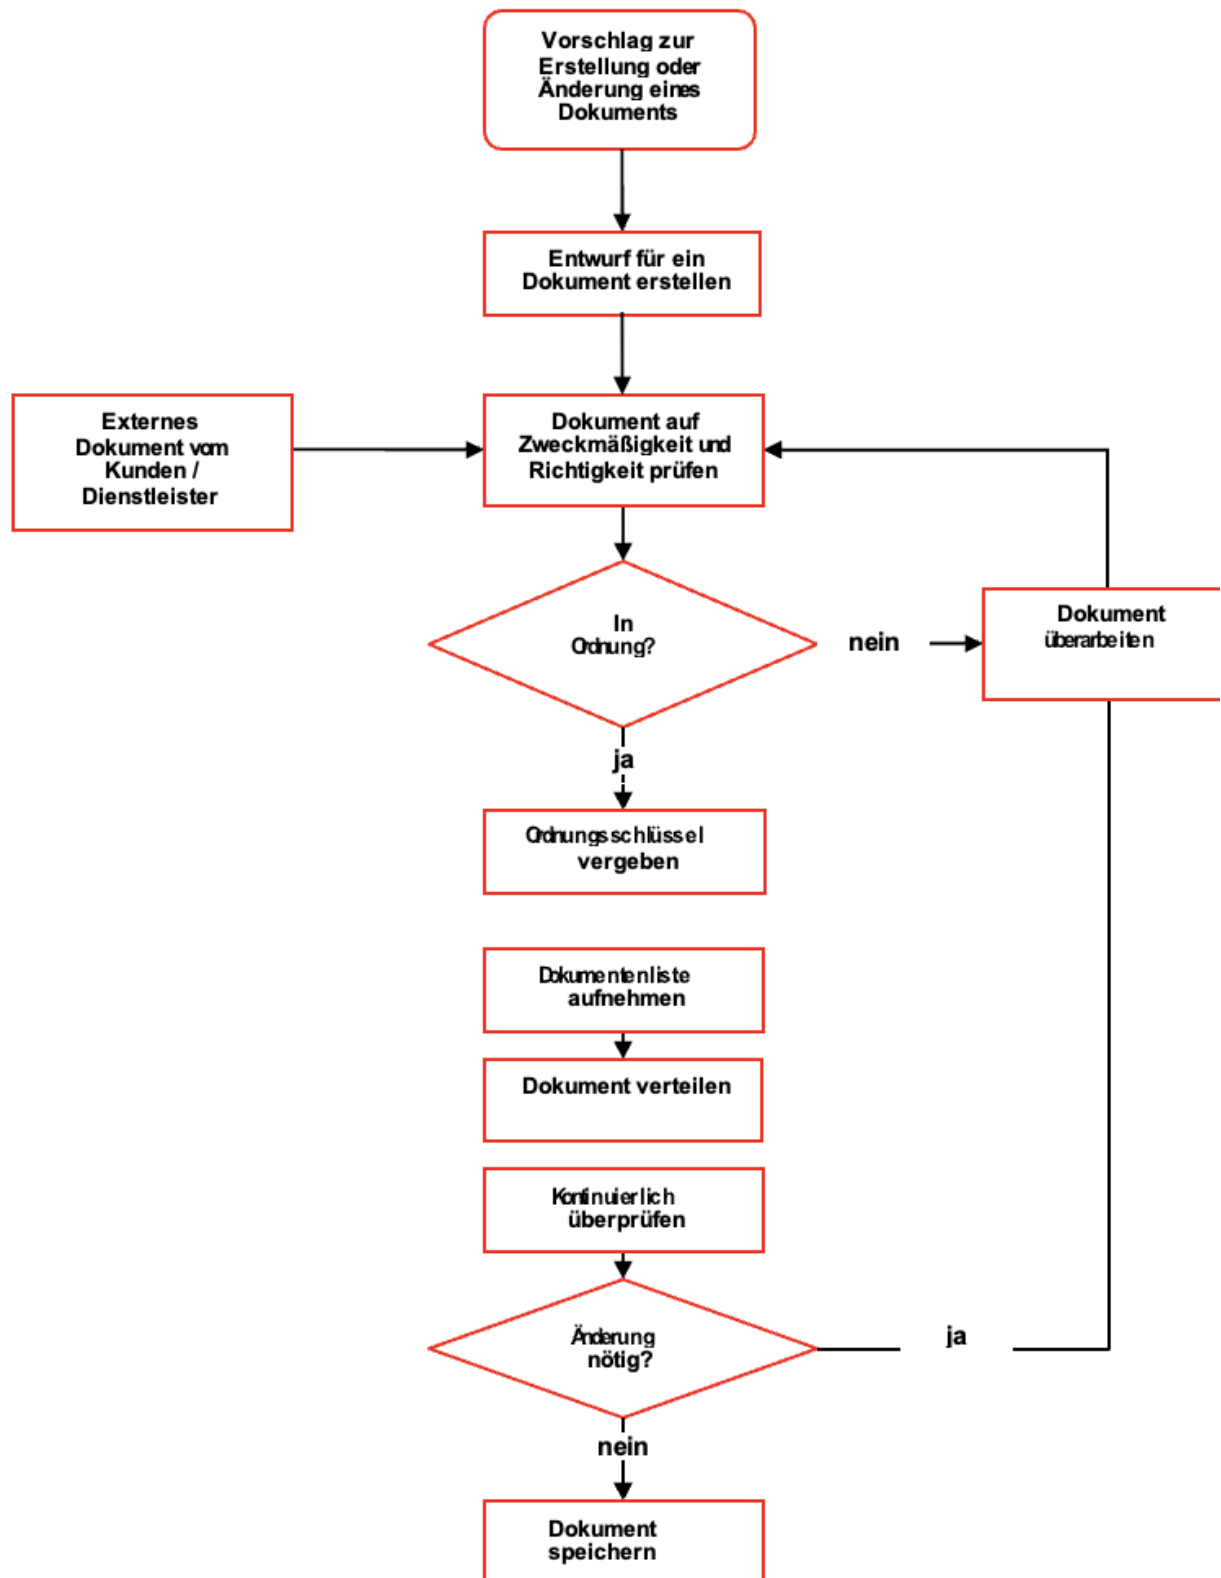 Vorschlag zur
Erstellung oder
Änderung eines
Dokuments
Entwurf für ein
Dokument erstellen
Externes
Dokument vom
Kunden /
Dienstleister
Dokument auf
Zweckmäßigkeit und
Richtigkeit prüfen
In
Ordnung?
nein
Dokument
überarbeiten
ja
Ordnungsschlüssel
vergeben
Dokumentenliste
aufnehmen
Dokument verteilen
Kontinuierlich
überprüfen
Änderung
nötig?
ja
nein
Dokument
speichern